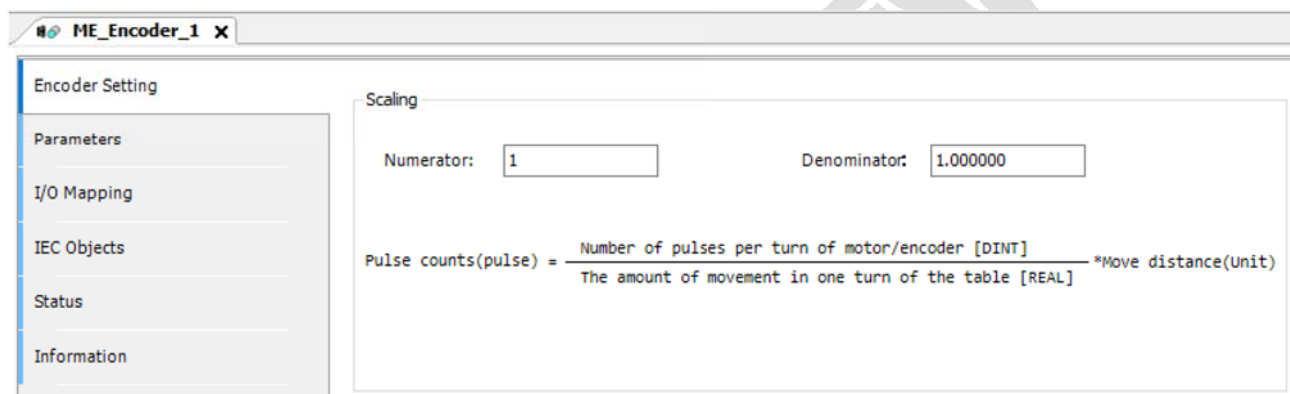 ME_Encoder_1 X
Encoder Setting
Parameters
I/O Mapping
IEC Objects
Status
Information
Scaling
Numerator: 1 Denominator: 1.000000
Number of pulses per turn of motor/encoder [DINT]
Pulse counts(pulse) = *Move distance(Unit)
The amount of movement in one turn of the table [REAL]